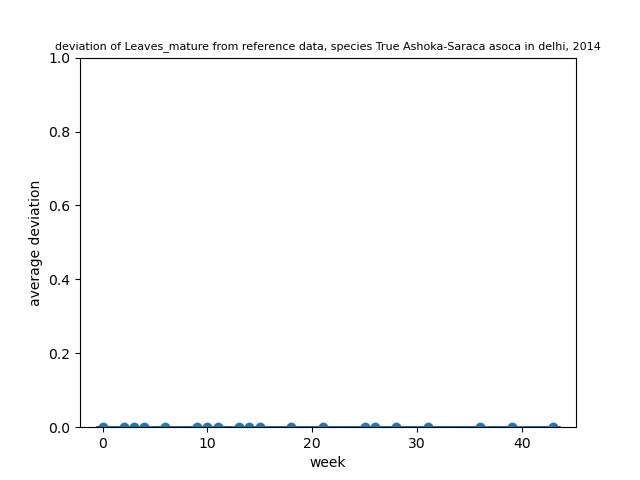 deviation of Leaves_mature from reference data, species True Ashoka-Saraca asoca in delhi, 2014
1.0
0.8
0.6
0.4
0.2
0.0
average deviation
0 10 20 30 40
week